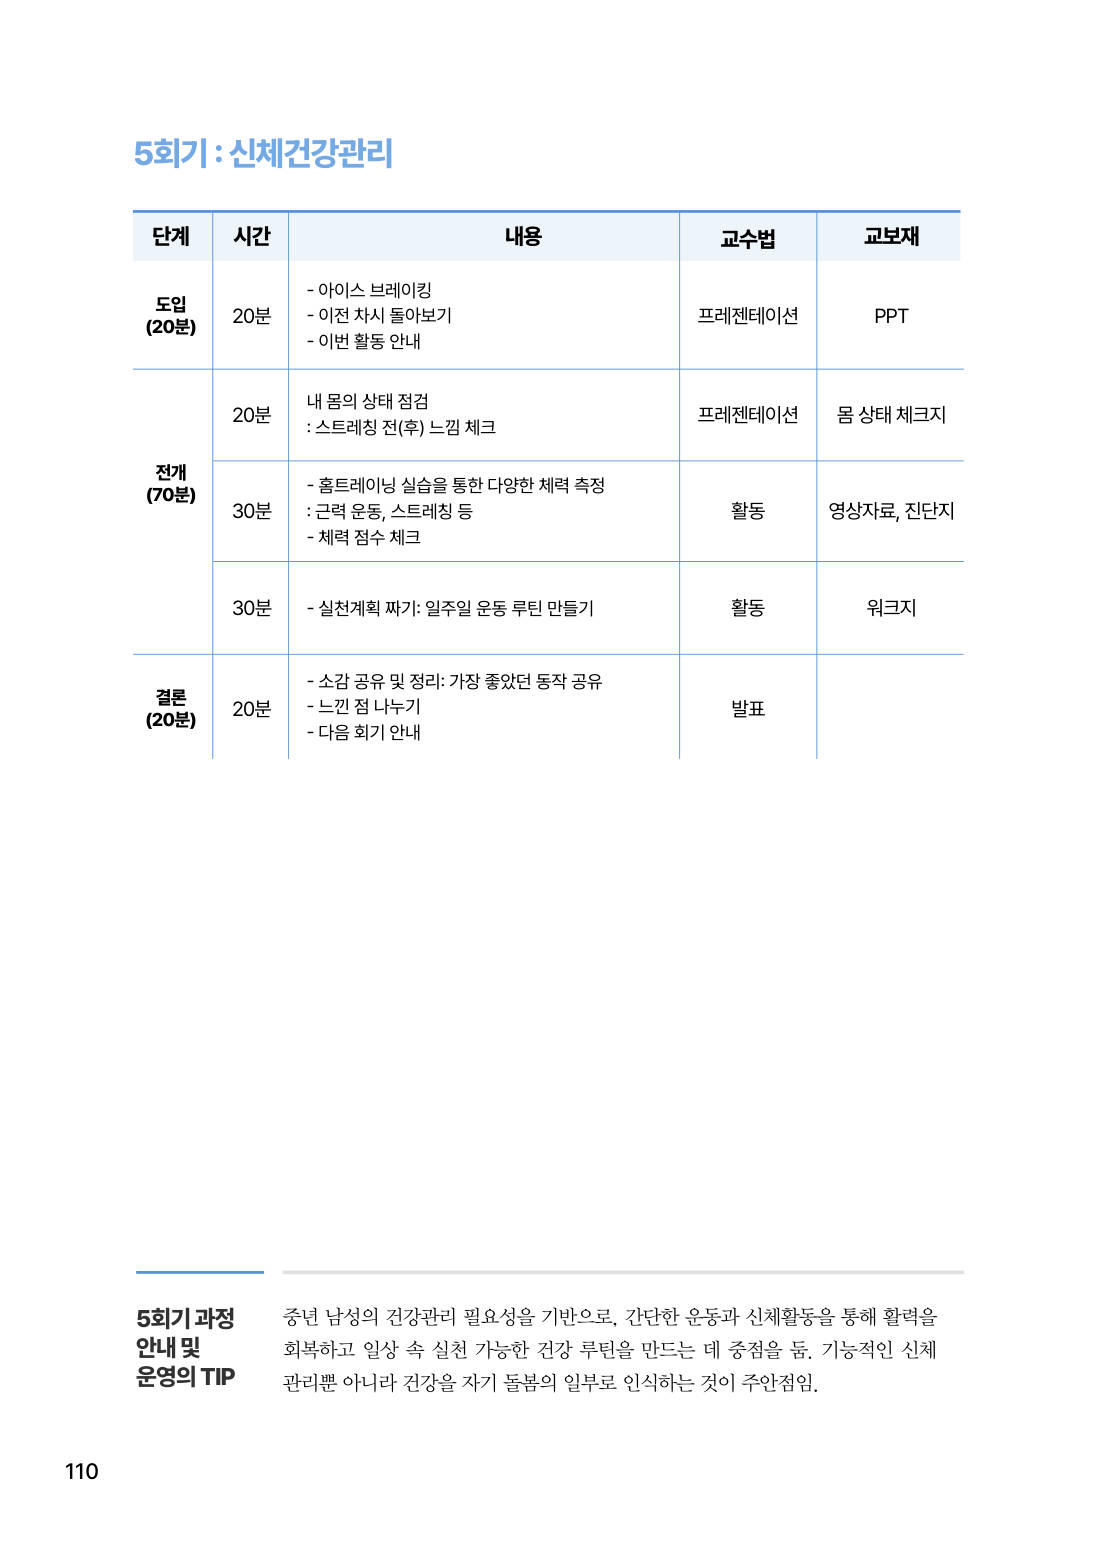 5회기 : 신체건강관리
단계 시간 내용 교수법 교보재
도입
(20분)
20분
- 아이스 브레이킹
- 이전 차시 돌아보기
- 이번 활동 안내
프레젠테이션
PPT
전개
(70분)
20분
내 몸의 상태 점검
: 스트레칭 전(후) 느낌 체크
프레젠테이션
몸 상태 체크지
30분
- 홈트레이닝 실습을 통한 다양한 체력 측정
: 근력 운동, 스트레칭 등
- 체력 점수 체크
활동
영상자료, 진단지
30분
- 실천계획 짜기: 일주일 운동 루틴 만들기
활동
워크지
결론
(20분)
20분
- 소감 공유 및 정리: 가장 좋았던 동작 공유
- 느낀 점 나누기
- 다음 회기 안내
발표
5회기 과정
안내 및
운영의 TIP
중년 남성의 건강관리 필요성을 기반으로, 간단한 운동과 신체활동을 통해 활력을
회복하고 일상 속 실천 가능한 건강 루틴을 만드는 데 중점을 둠. 기능적인 신체
관리뿐 아니라 건강을 자기 돌봄의 일부로 인식하는 것이 주안점임.
110